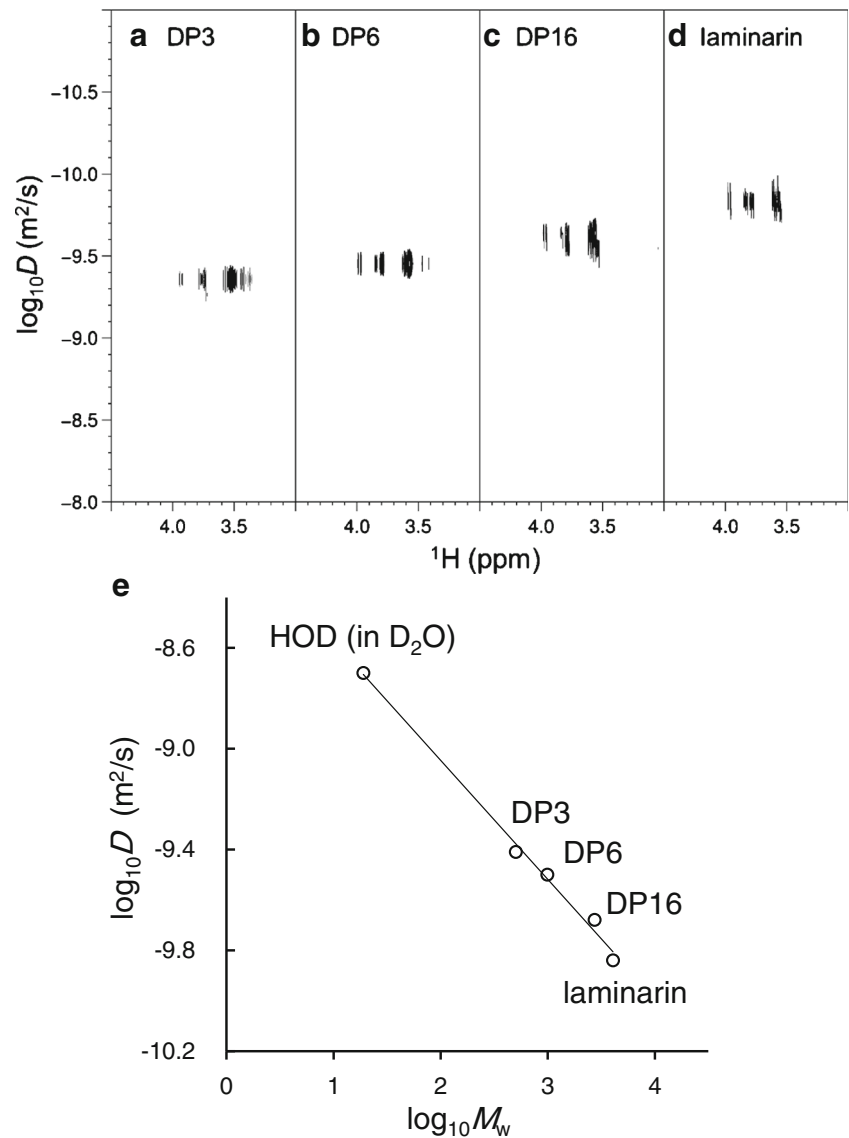 a DP3
b DP6
c DP16
d laminarin
−10.5
−10.0
−9.5
−9.0
−8.5
−8.0
log₁₀D (m²/s)
4.0 3.5 4.0 3.5 4.0 3.5 4.0 3.5
¹H (ppm)
e
HOD (in D₂O)
DP3
DP6
DP16
laminarin
-8.6
-9.0
-9.4
-9.8
-10.2
log₁₀D (m²/s)
0 1 2 3 4
log₁₀Mw